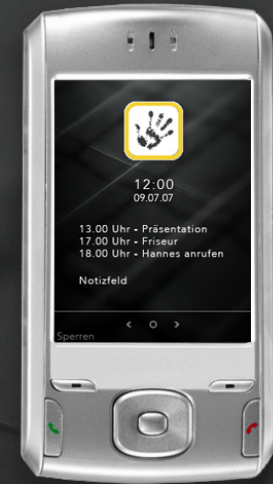 12:00
09.07.07
13.00 Uhr - Präsentation
17.00 Uhr - Friseur
18.00 Uhr - Hannes anrufen
Notizfeld
Sperren